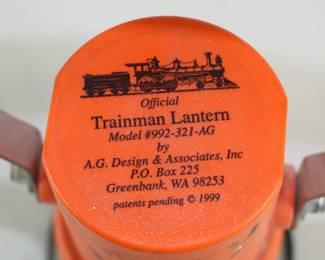 Official
Trainman Lantern
Model #992-321-AG
by
A.G. Design & Associates, Inc
P.O. Box 225
Greenbank, WA 98253
patents pending © 1999